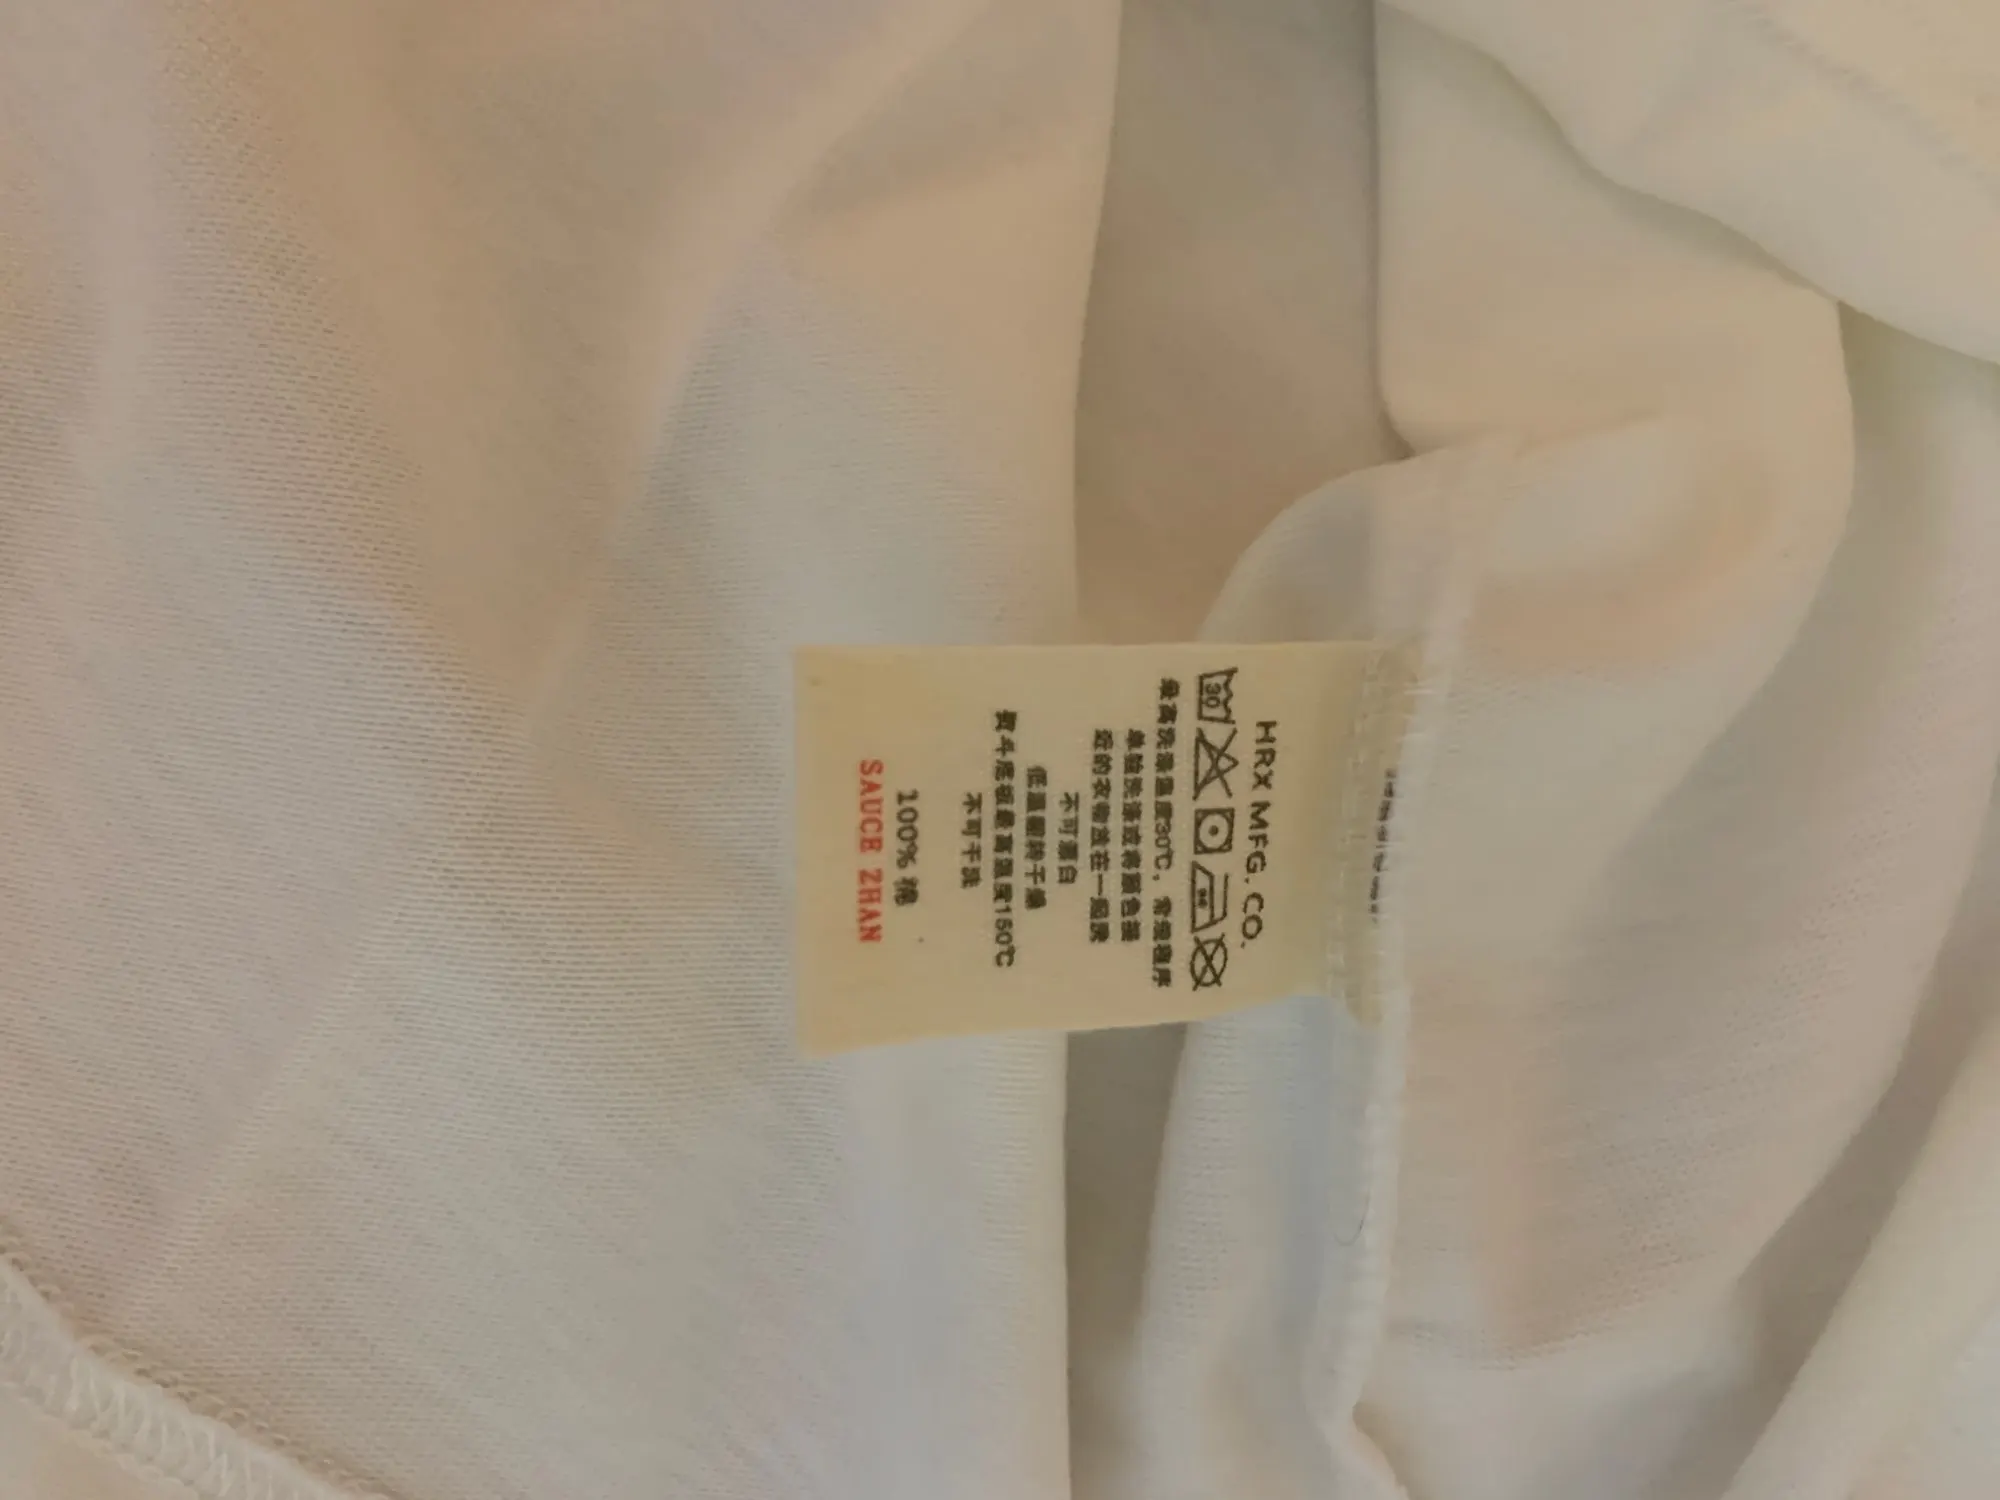 HRX MFG. CO.
30
最高洗涤温度30℃，常规程序
单独洗涤或将颜色接
近的衣物放在一起洗
不可漂白
低温翻转干燥
熨斗底板最高温度150℃
不可干洗
100% 棉
SAUCE ZHAN